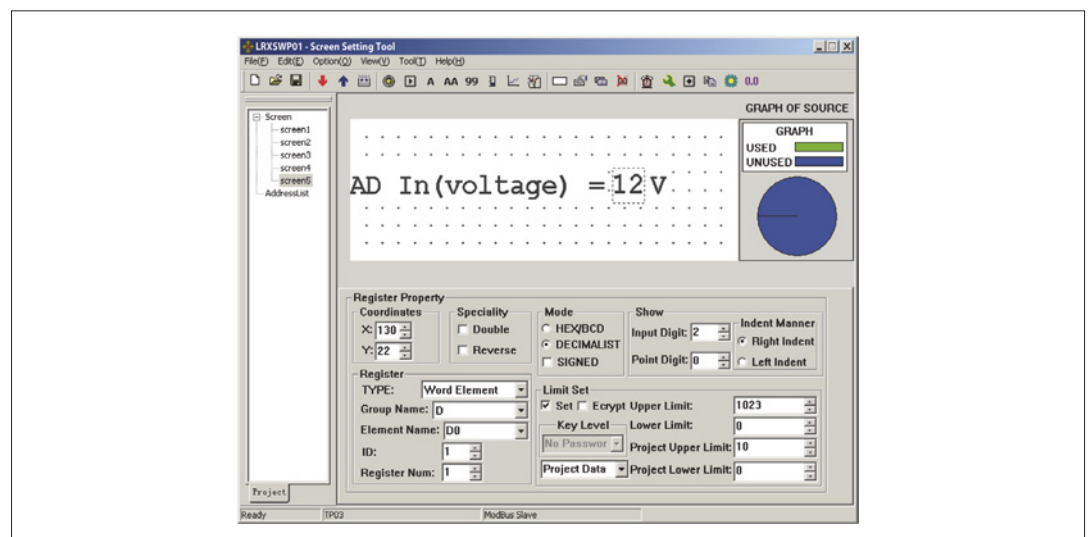 LRXSWP01 - Screen Setting Tool
File(F) Edit(E) Option(O) View(V) Tool(T) Help(H)
A AA 99 0.0
Screen
screen1
screen2
screen3
screen4
screen5
AddressList
Project
AD In(voltage) =12V
GRAPH OF SOURCE
GRAPH
USED
UNUSED
Register Property
Coordinates
X: 130
Y: 22
Speciality
Double
Reverse
Mode
HEX/BCD
DECIMALIST
SIGNED
Show
Input Digit: 2
Point Digit: 0
Indent Manner
Right Indent
Left Indent
Register
TYPE: Word Element
Group Name: D
Element Name: D0
ID: 1
Register Num: 1
Limit Set
Set Ecrypt Upper Limit: 1023
Key Level Lower Limit: 0
No Passwor Project Upper Limit: 10
Project Data Project Lower Limit: 0
Ready TP03 ModBus Slave